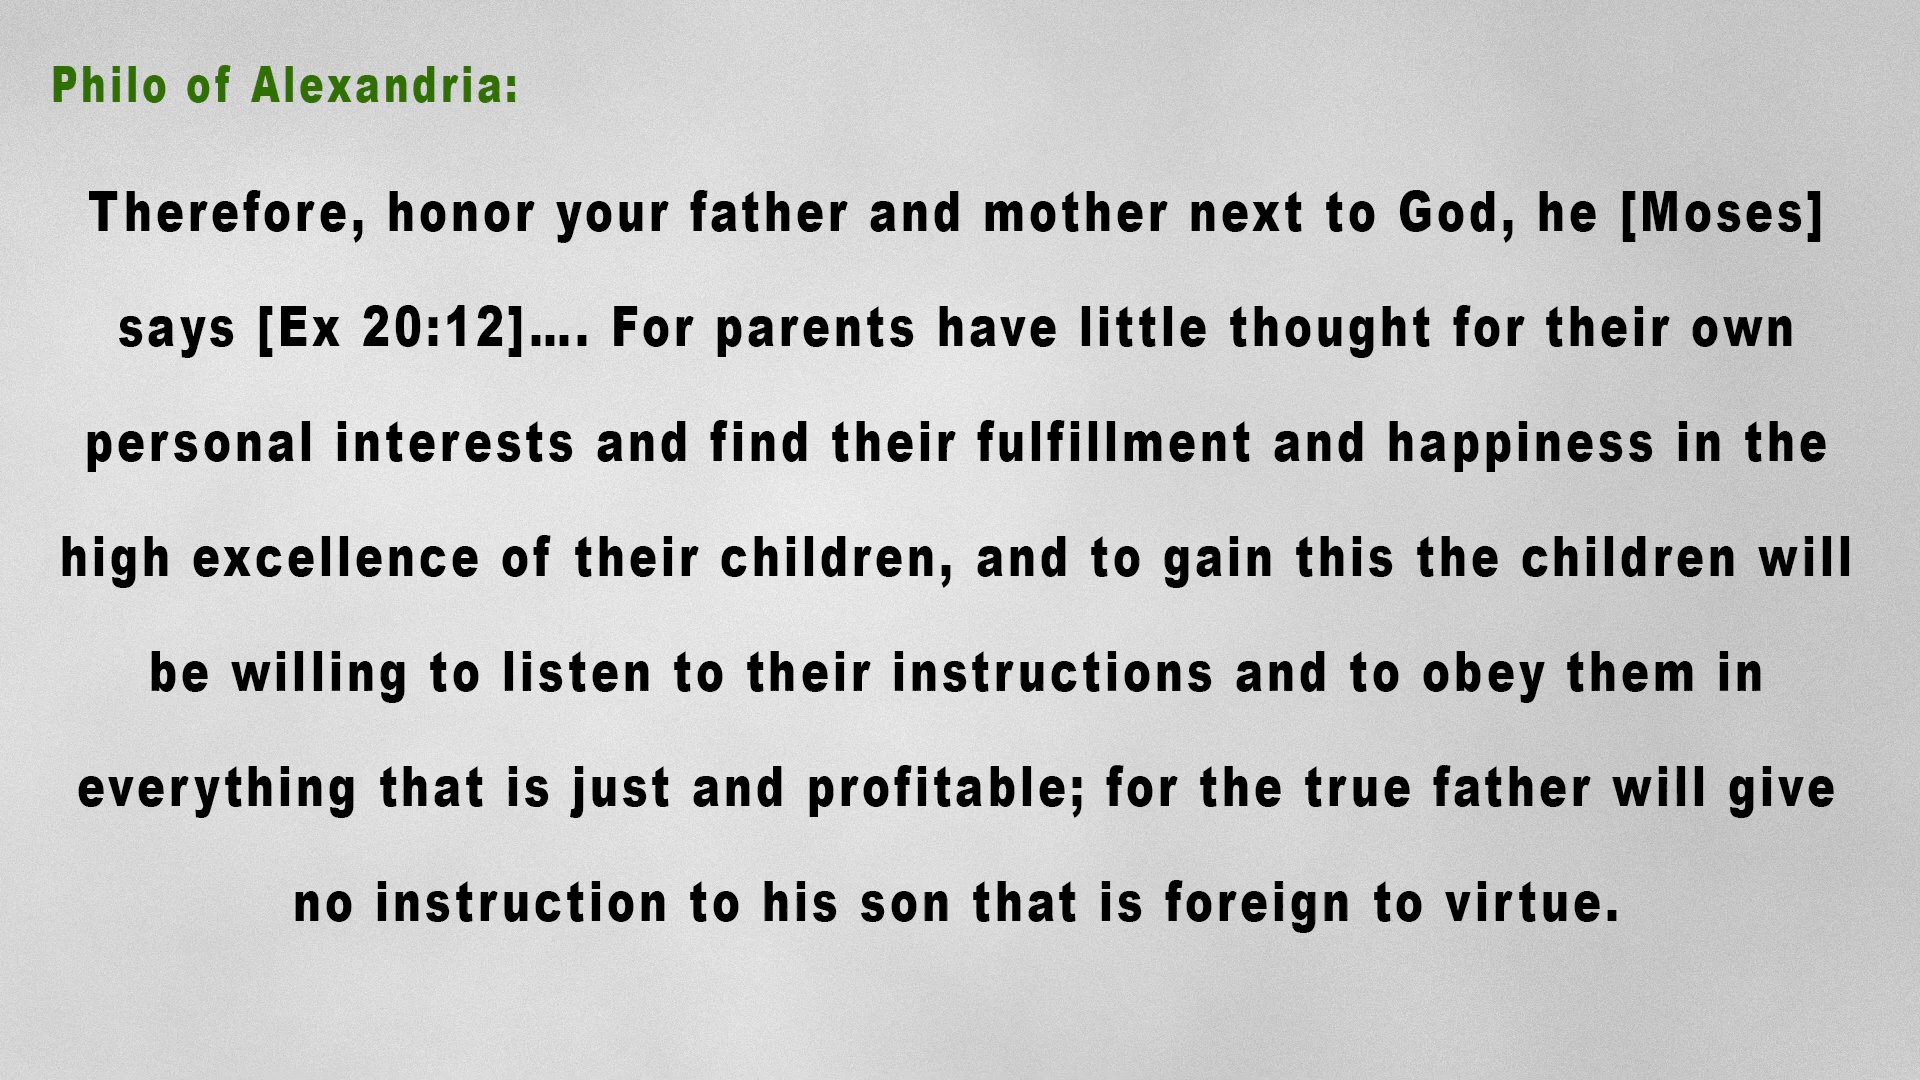 Philo of Alexandria:
Therefore, honor your father and mother next to God, he [Moses]
says [Ex 20:12]…. For parents have little thought for their own
personal interests and find their fulfillment and happiness in the
high excellence of their children, and to gain this the children will
be willing to listen to their instructions and to obey them in
everything that is just and profitable; for the true father will give
no instruction to his son that is foreign to virtue.